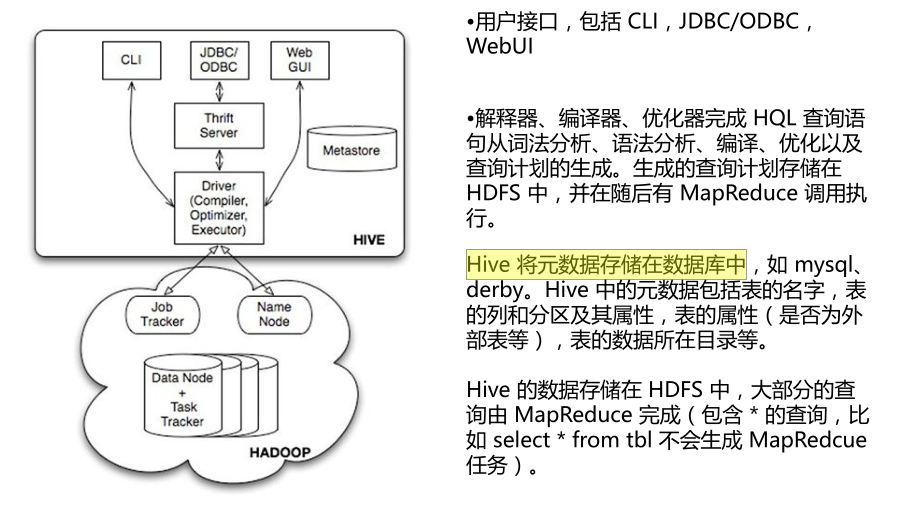 CLI
JDBC/
ODBC
Web
GUI
Thrift
Server
Metastore
Driver
(Compiler,
Optimizer,
Executor)
HIVE
Job
Tracker
Name
Node
Data Node
+
Task
Tracker
HADOOP
•用户接口，包括 CLI，JDBC/ODBC，
WebUI
•解释器、编译器、优化器完成 HQL 查询语
句从词法分析、语法分析、编译、优化以及
查询计划的生成。生成的查询计划存储在
HDFS 中，并在随后有 MapReduce 调用执
行。
Hive 将元数据存储在数据库中，如 mysql、
derby。Hive 中的元数据包括表的名字，表
的列和分区及其属性，表的属性（是否为外
部表等），表的数据所在目录等。
Hive 的数据存储在 HDFS 中，大部分的查
询由 MapReduce 完成（包含 * 的查询，比
如 select * from tbl 不会生成 MapRedcue
任务）。